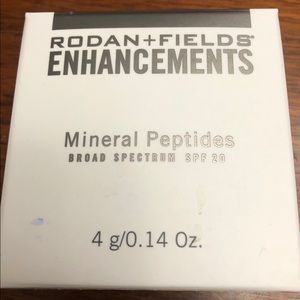 RODAN+FIELDS®
ENHANCEMENTS
Mineral Peptides
BROAD SPECTRUM SPF 20
4 g/0.14 Oz.